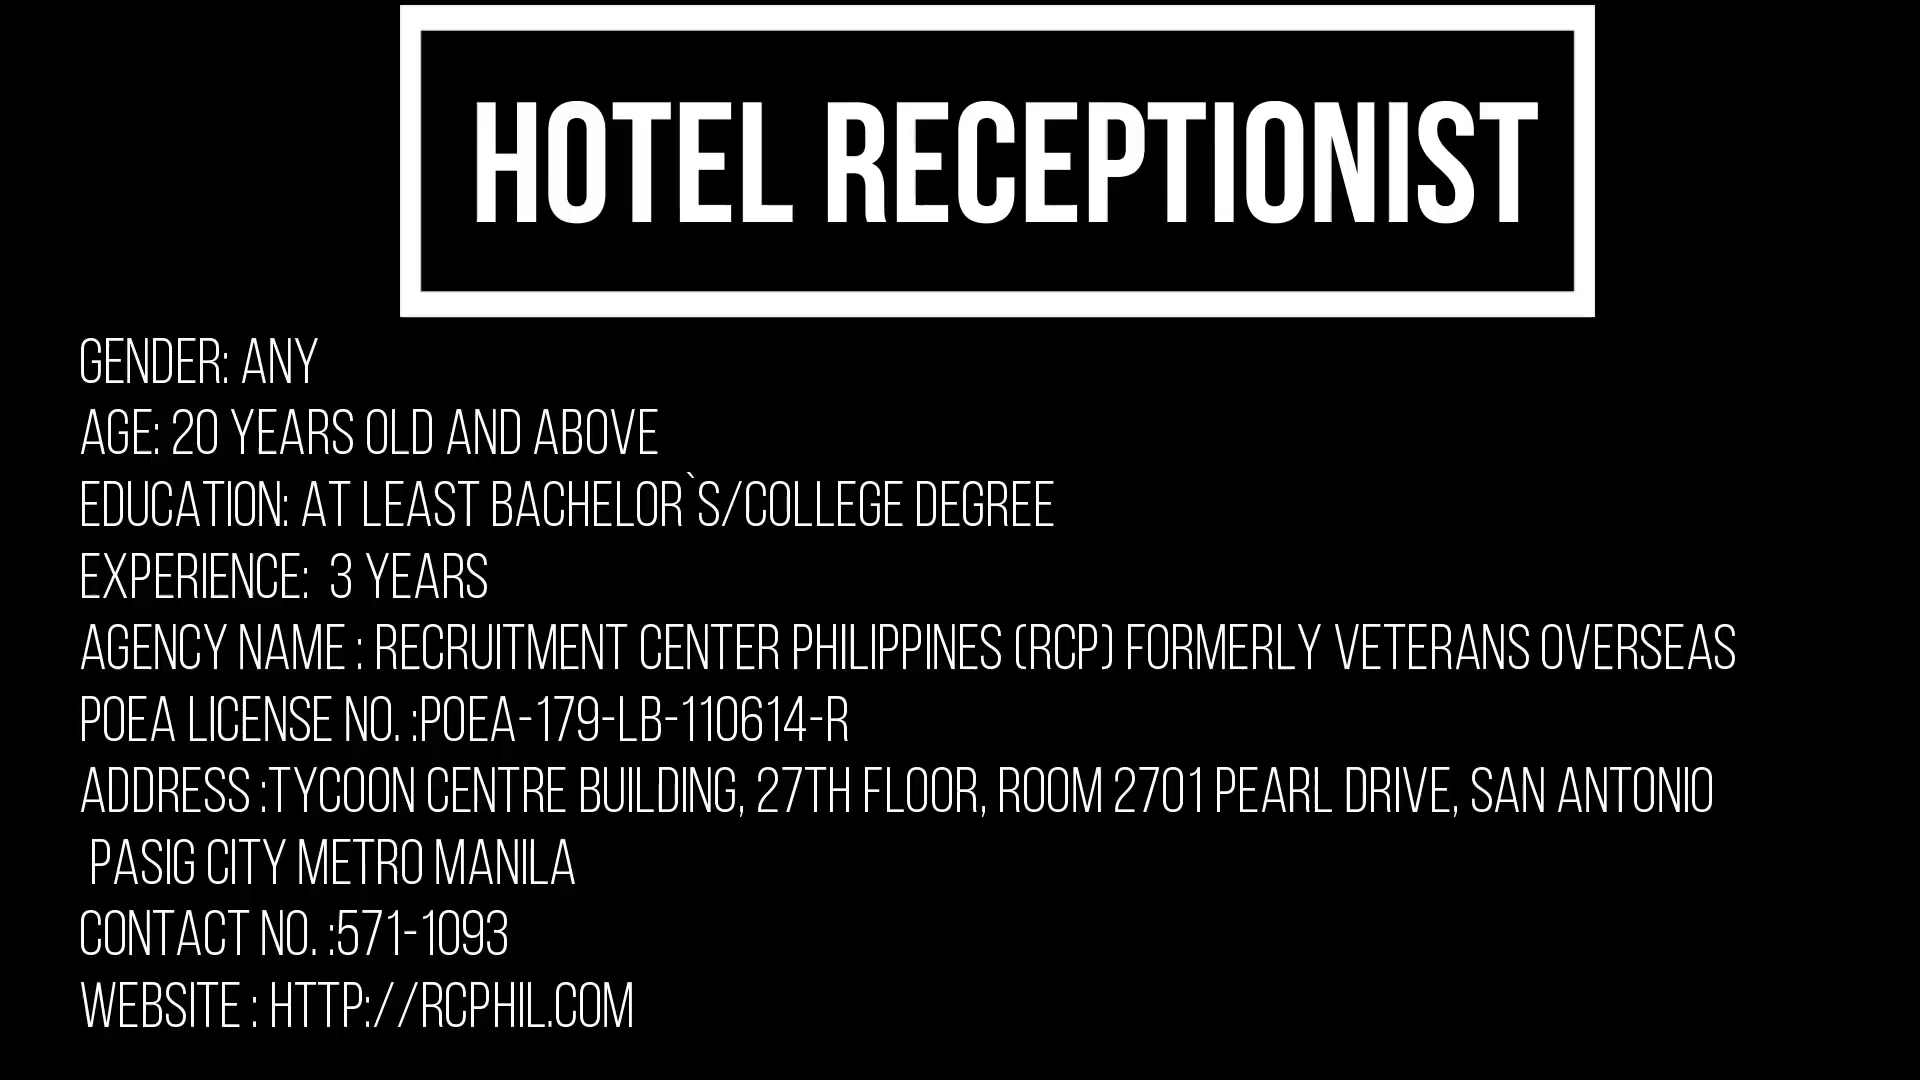 HOTEL RECEPTIONIST
GENDER: ANY
AGE: 20 YEARS OLD AND ABOVE
EDUCATION: AT LEAST BACHELOR`S/COLLEGE DEGREE
EXPERIENCE:  3 YEARS
AGENCY NAME : RECRUITMENT CENTER PHILIPPINES (RCP) FORMERLY VETERANS OVERSEAS
POEA LICENSE NO. :POEA-179-LB-110614-R
ADDRESS :TYCOON CENTRE BUILDING, 27TH FLOOR, ROOM 2701 PEARL DRIVE, SAN ANTONIO
PASIG CITY METRO MANILA
CONTACT NO. :571-1093
WEBSITE : HTTP://RCPHIL.COM